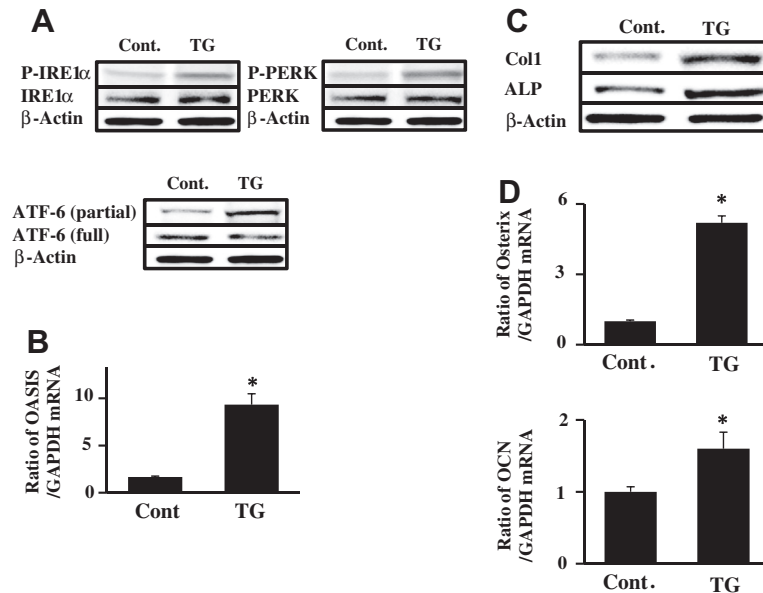 A
Cont. TG
P-IRE1α
IRE1α
β-Actin
Cont. TG
P-PERK
PERK
β-Actin
Cont. TG
ATF-6 (partial)
ATF-6 (full)
β-Actin
B
Ratio of OASIS
/GAPDH mRNA
10
5
0
*
Cont TG
C
Cont. TG
Col1
ALP
β-Actin
D
Ratio of Osterix
/GAPDH mRNA
6
3
0
*
Cont. TG
Ratio of OCN
/GAPDH mRNA
2
1
0
*
Cont. TG